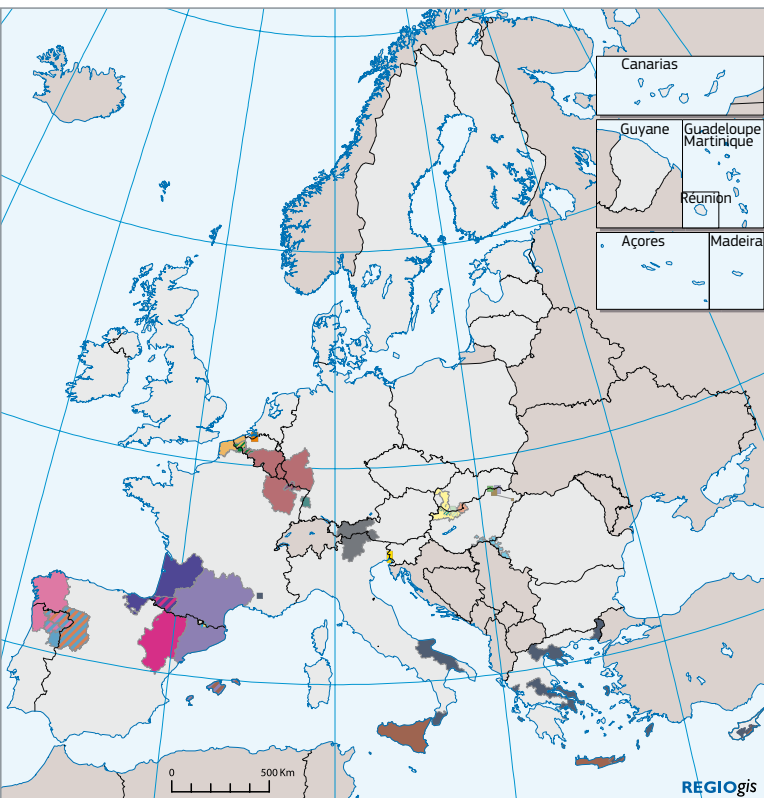 Canarias
Guyane
Guadeloupe
Martinique
Réunion
Açores
Madeira
0
500 Km
REGIOgis